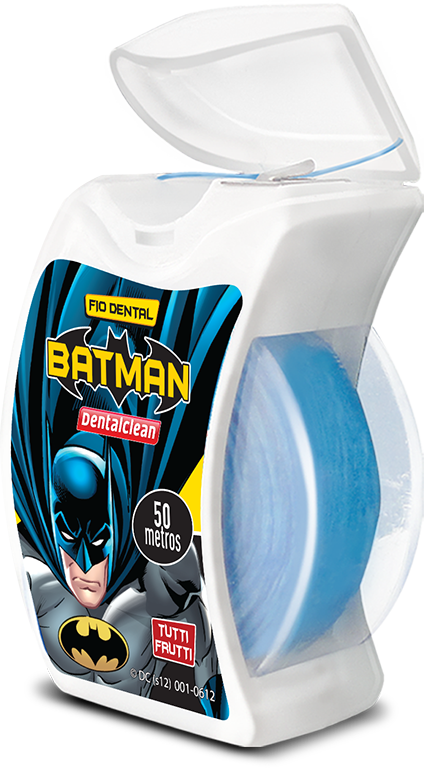 FIO DENTAL
BATMAN
Dentalclean
50
metros
TUTTI
FRUTTI
© DC (s12) 001-0612